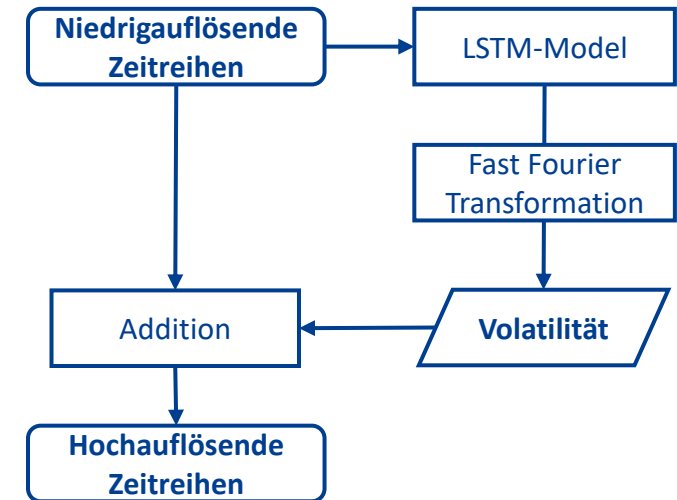 Niedrigauflösende
Zeitreihen
LSTM-Model
Fast Fourier
Transformation
Addition
Volatilität
Hochauflösende
Zeitreihen